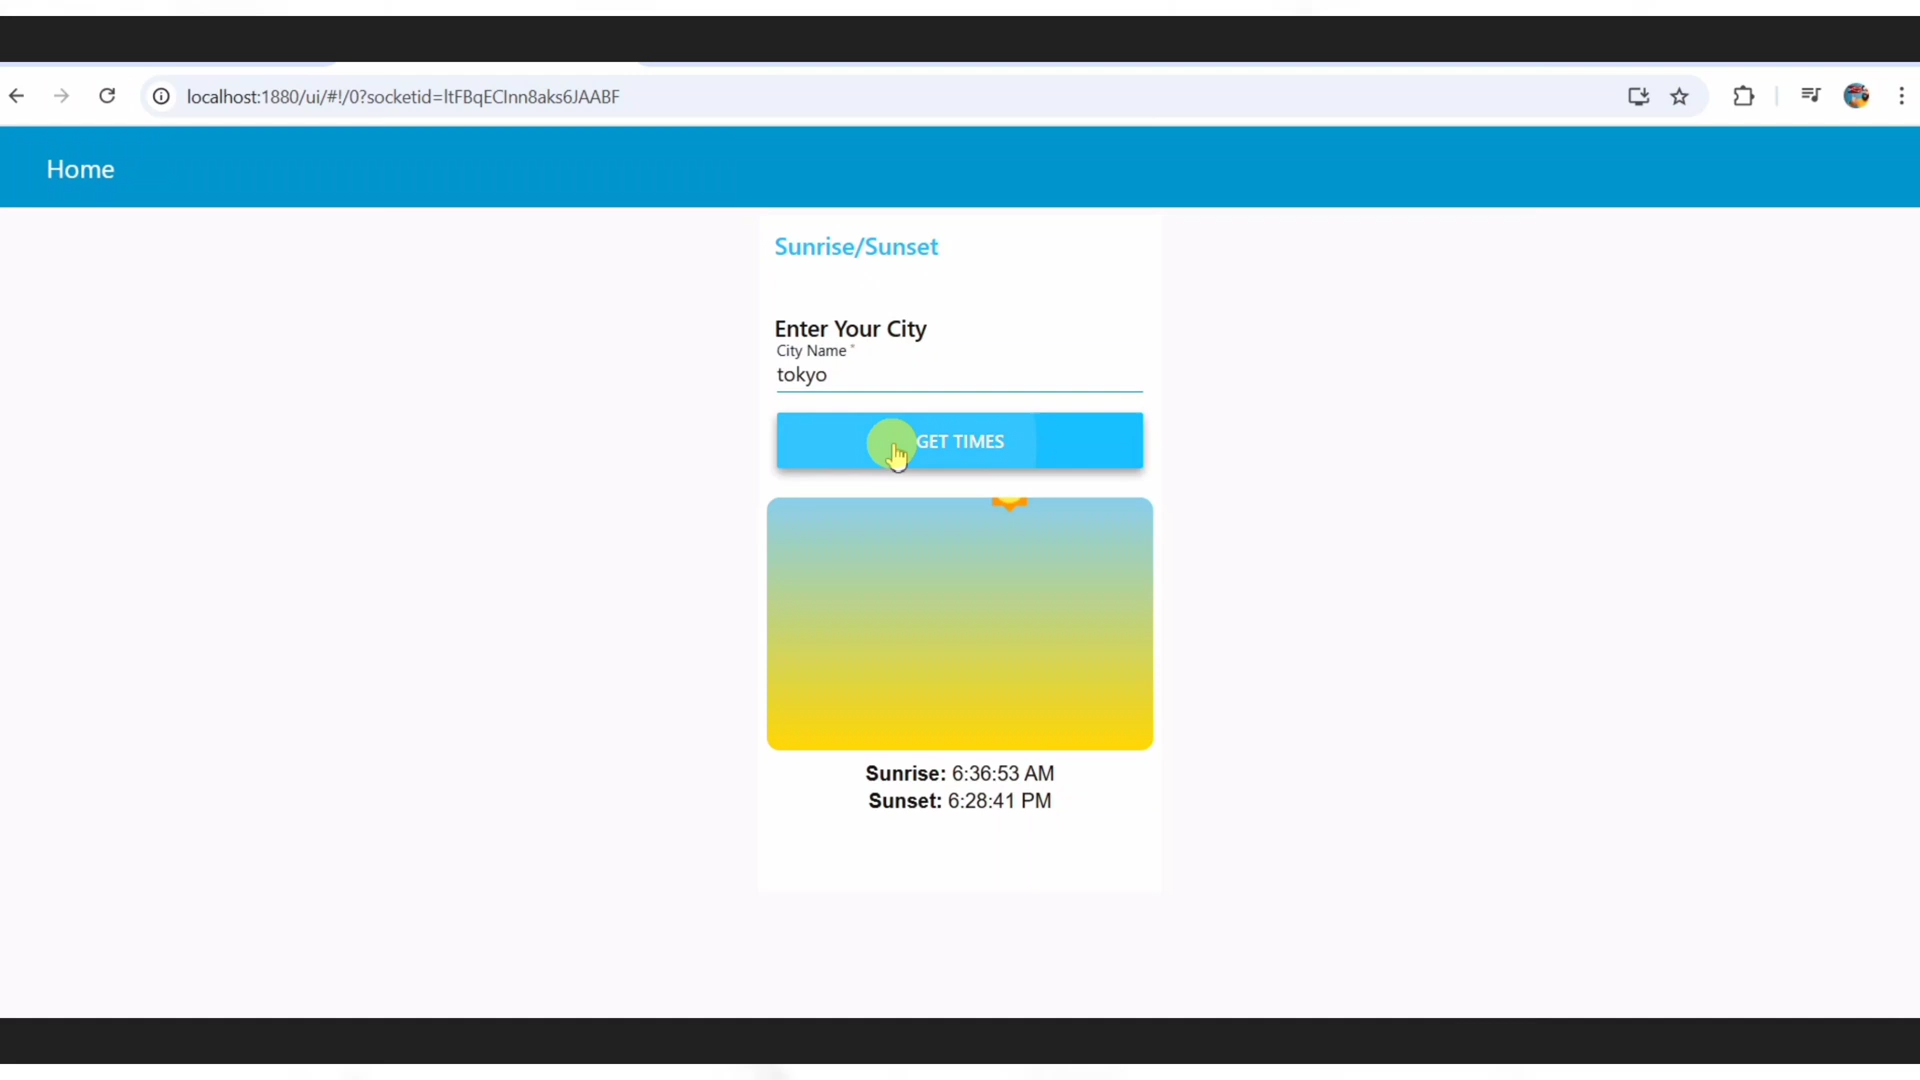 localhost:1880/ui/#!/0?socketid=ltFBqEClnn8aks6JAABF
Home
Sunrise/Sunset
Enter Your City
City Name *
tokyo
GET TIMES
Sunrise: 6:36:53 AM
Sunset: 6:28:41 PM